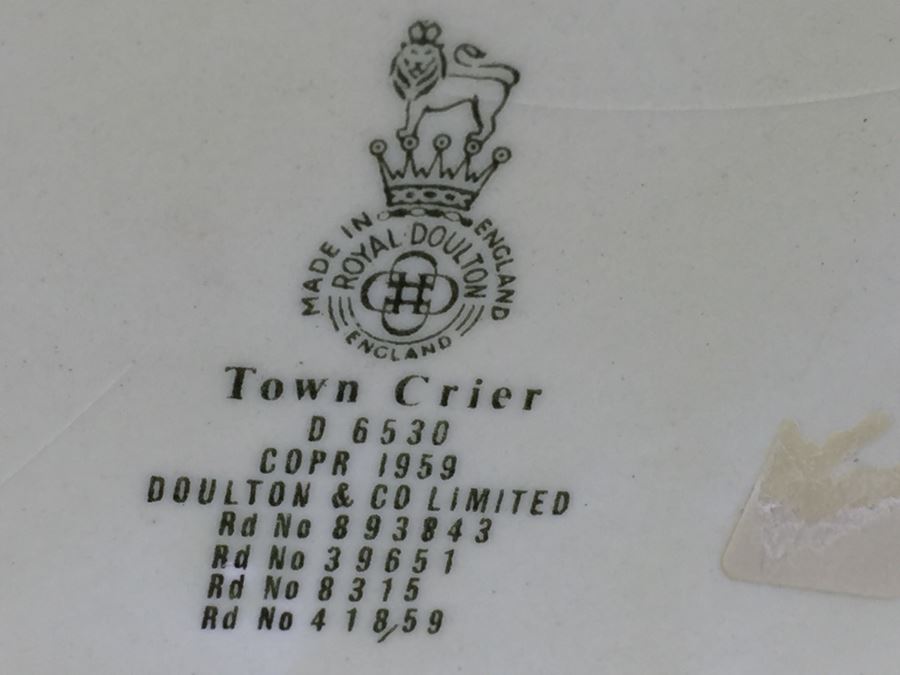 MADE IN ENGLAND
ROYAL DOULTON
ENGLAND
Town Crier
D 6530
COPR 1959
DOULTON & CO LIMITED
Rd No 893843
Rd No 39651
Rd No 8315
Rd No 418/59